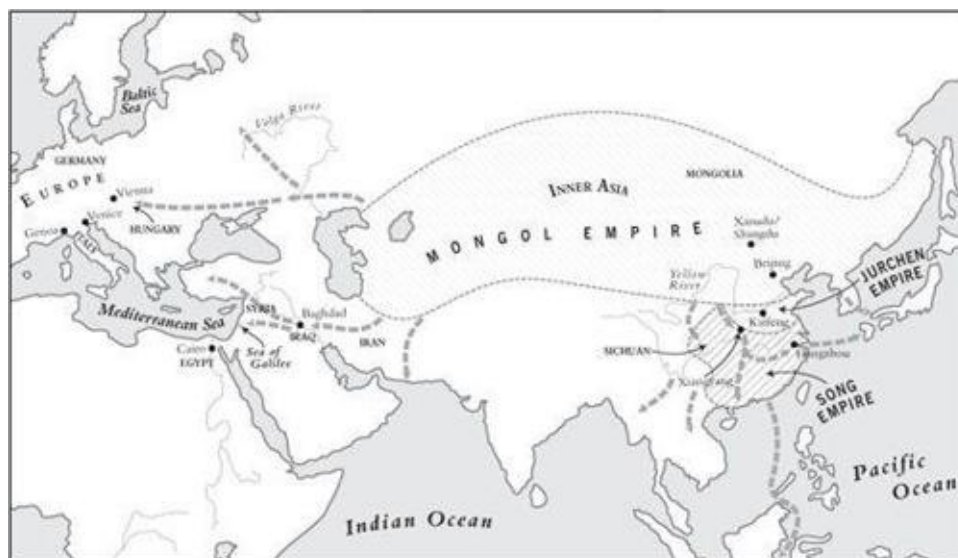 Baltic
Sea
Volga River
GERMANY
EUROPE
Vienna
Venice
Genoa
ITALY
HUNGARY
INNER ASIA
MONGOLIA
MONGOL EMPIRE
Xanadu/
Shangdu
Beijing
JURCHEN
EMPIRE
Yellow
River
Kaifeng
Mediterranean Sea
SYRIA
Baghdad
IRAQ
IRAN
Sea of
Galilee
Cairo
EGYPT
SICHUAN
Xiangyang
SONG
EMPIRE
Pacific
Ocean
Indian Ocean